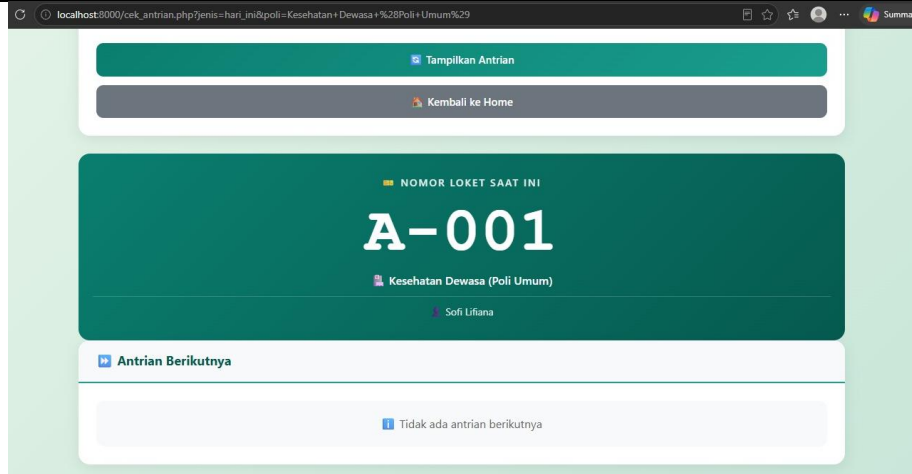 localhost:8000/cek_antrian.php?jenis=hari_ini&poli=Kesehatan+Dewasa+%28Poli+Umum%29
Summa
Tampilkan Antrian
Kembali ke Home
NOMOR LOKET SAAT INI
A-001
Kesehatan Dewasa (Poli Umum)
Sofi Lifiana
Antrian Berikutnya
Tidak ada antrian berikutnya